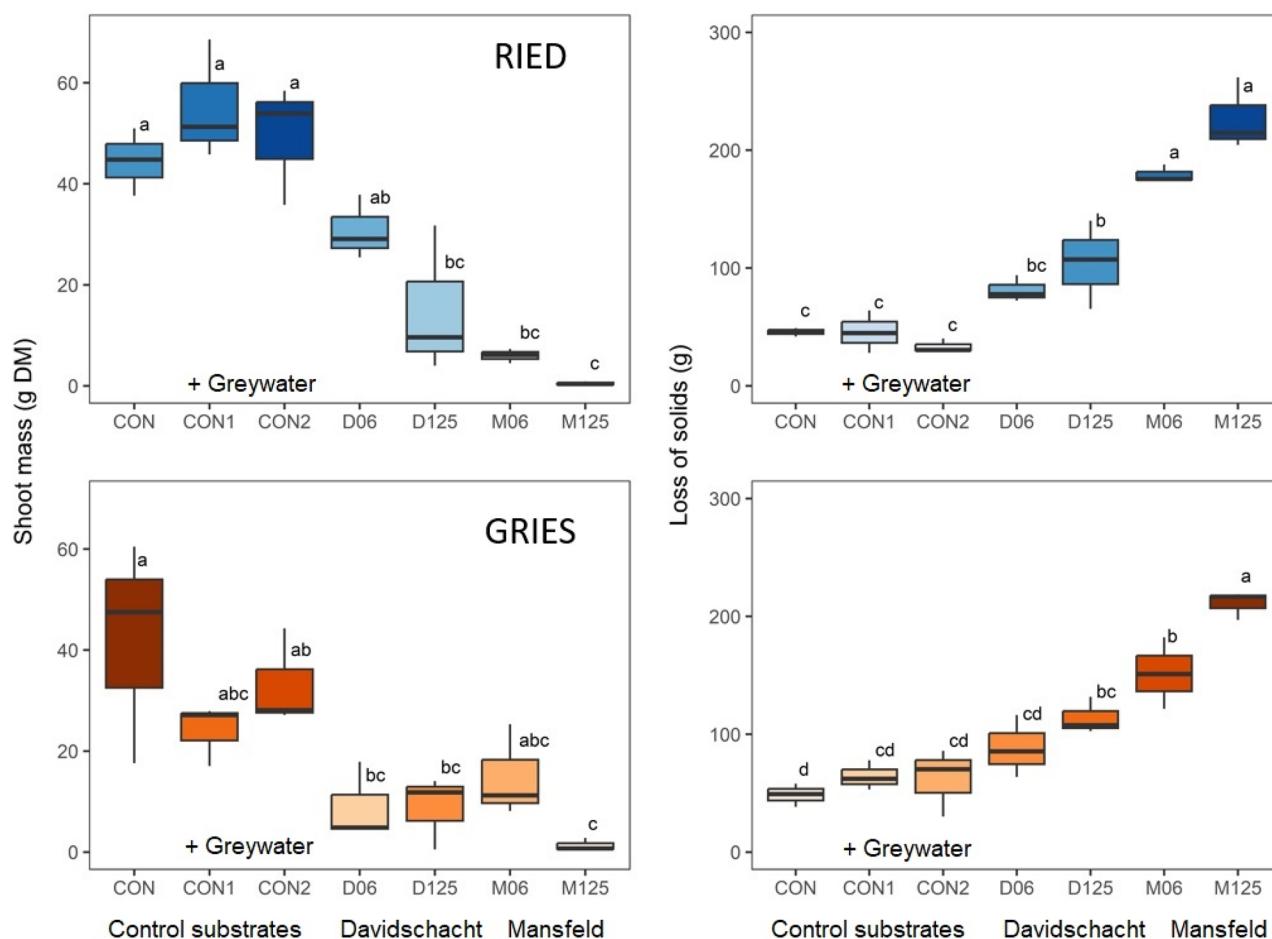 Shoot mass (g DM)
RIED
60
40
20
0
a
a
a
ab
bc
bc
c
+ Greywater
CON CON1 CON2 D06 D125 M06 M125
Loss of solids (g)
300
200
100
0
c
c
c
bc
b
a
a
+ Greywater
CON CON1 CON2 D06 D125 M06 M125
GRIES
60
40
20
0
a
abc
ab
bc
bc
abc
c
+ Greywater
CON CON1 CON2 D06 D125 M06 M125
Control substrates Davidschacht Mansfeld
300
200
100
0
d
cd
cd
cd
bc
b
a
+ Greywater
CON CON1 CON2 D06 D125 M06 M125
Control substrates Davidschacht Mansfeld